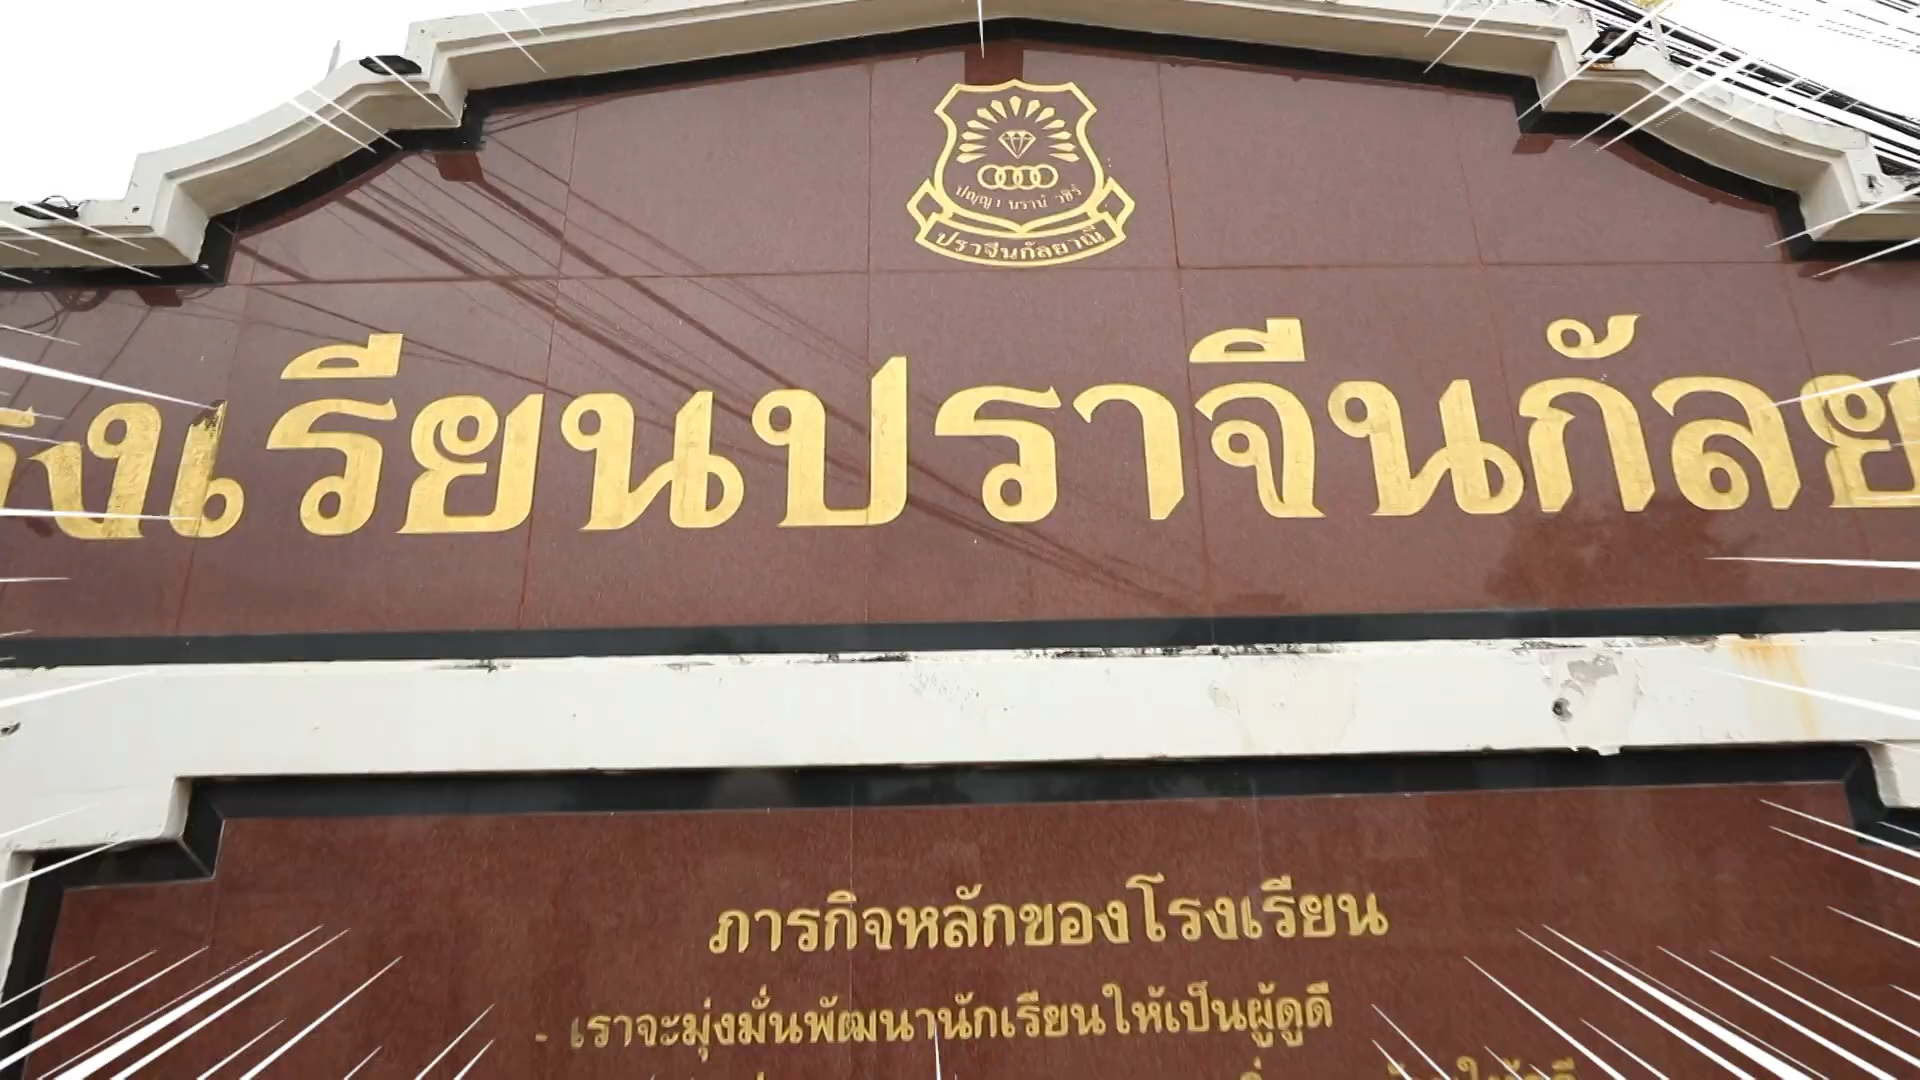 ปญฺญา นรานํ วชิรํ
ปราจีนกัลยาณี
งเรียนปราจีนกัลย
ภารกิจหลักของโรงเรียน
- เราจะมุ่งมั่นพัฒนานักเรียนให้เป็นผู้ดูดี